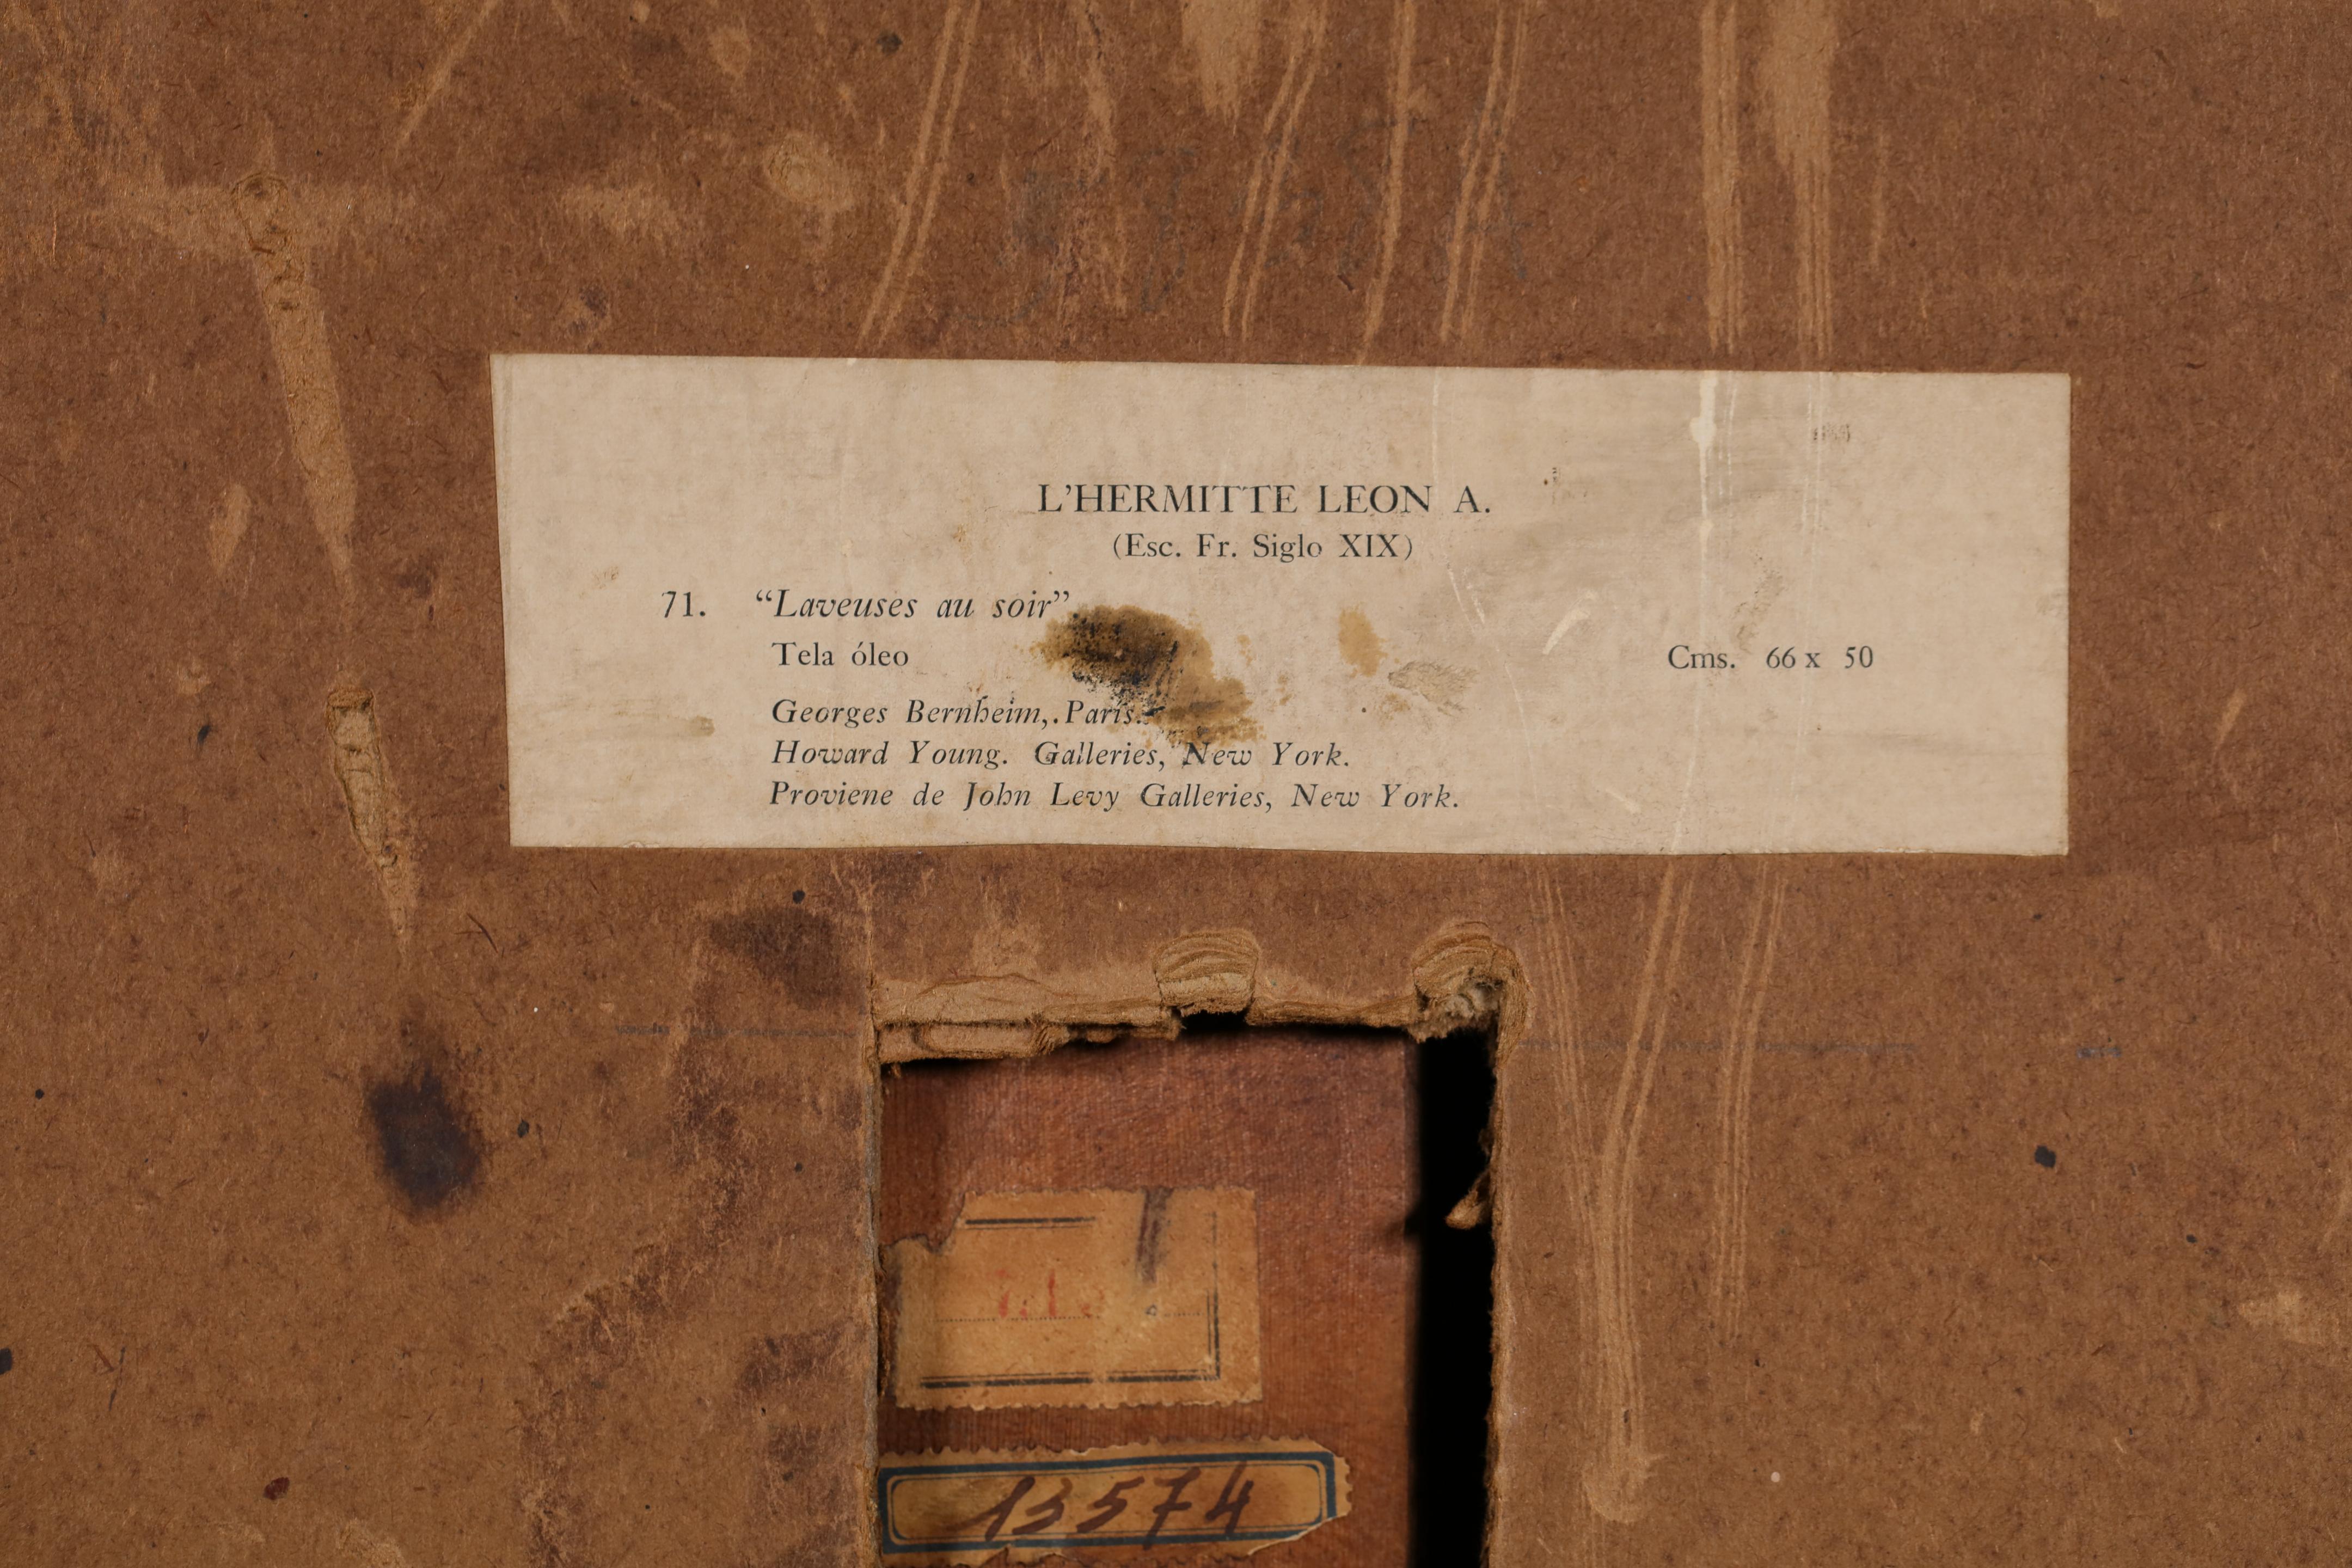 L'HERMITTE LEON A.
(Esc. Fr. Siglo XIX)
71. “Laveuses au soir”
Tela óleo Cms. 66 x 50
Georges Bernheim, Paris.
Howard Young. Galleries, New York.
Proviene de John Levy Galleries, New York.
13574